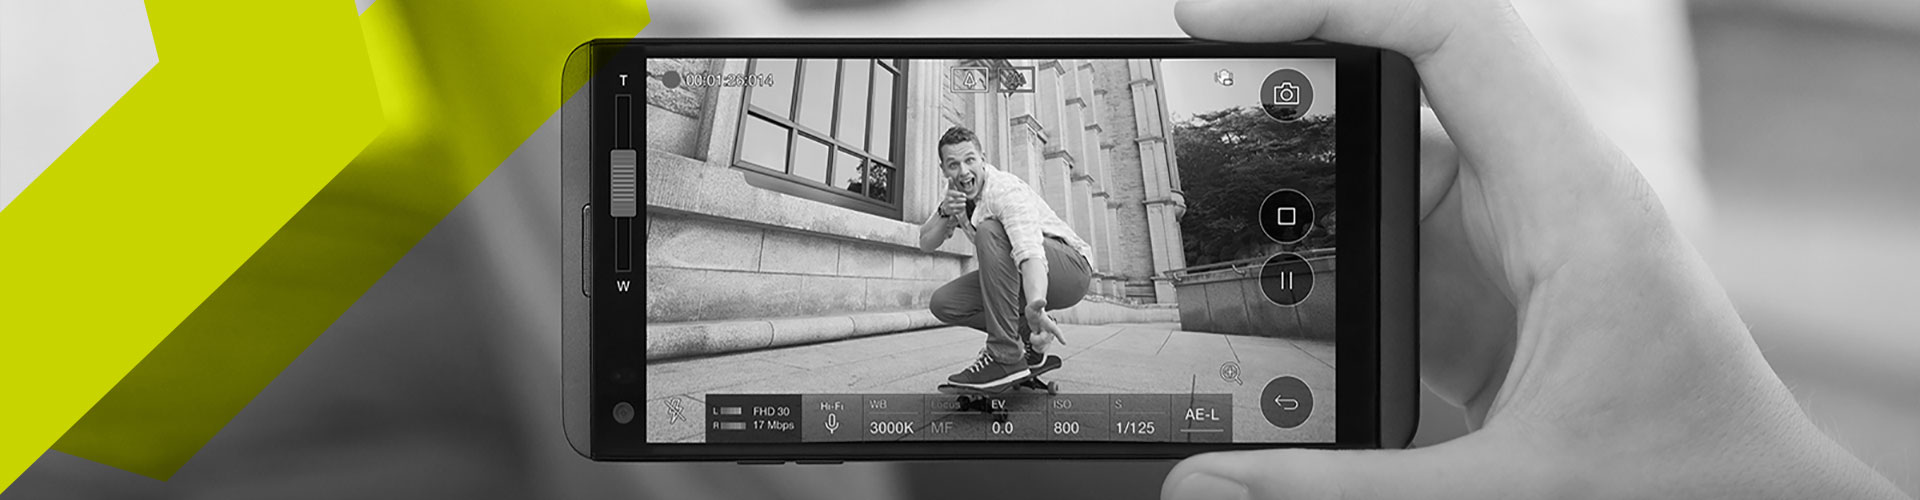 T
00:01:26:014
W
L FHD 30
R 17 Mbps
Hi-Fi
WB
3000K
Focus
MF
EV
0.0
ISO
800
S
1/125
AE-L